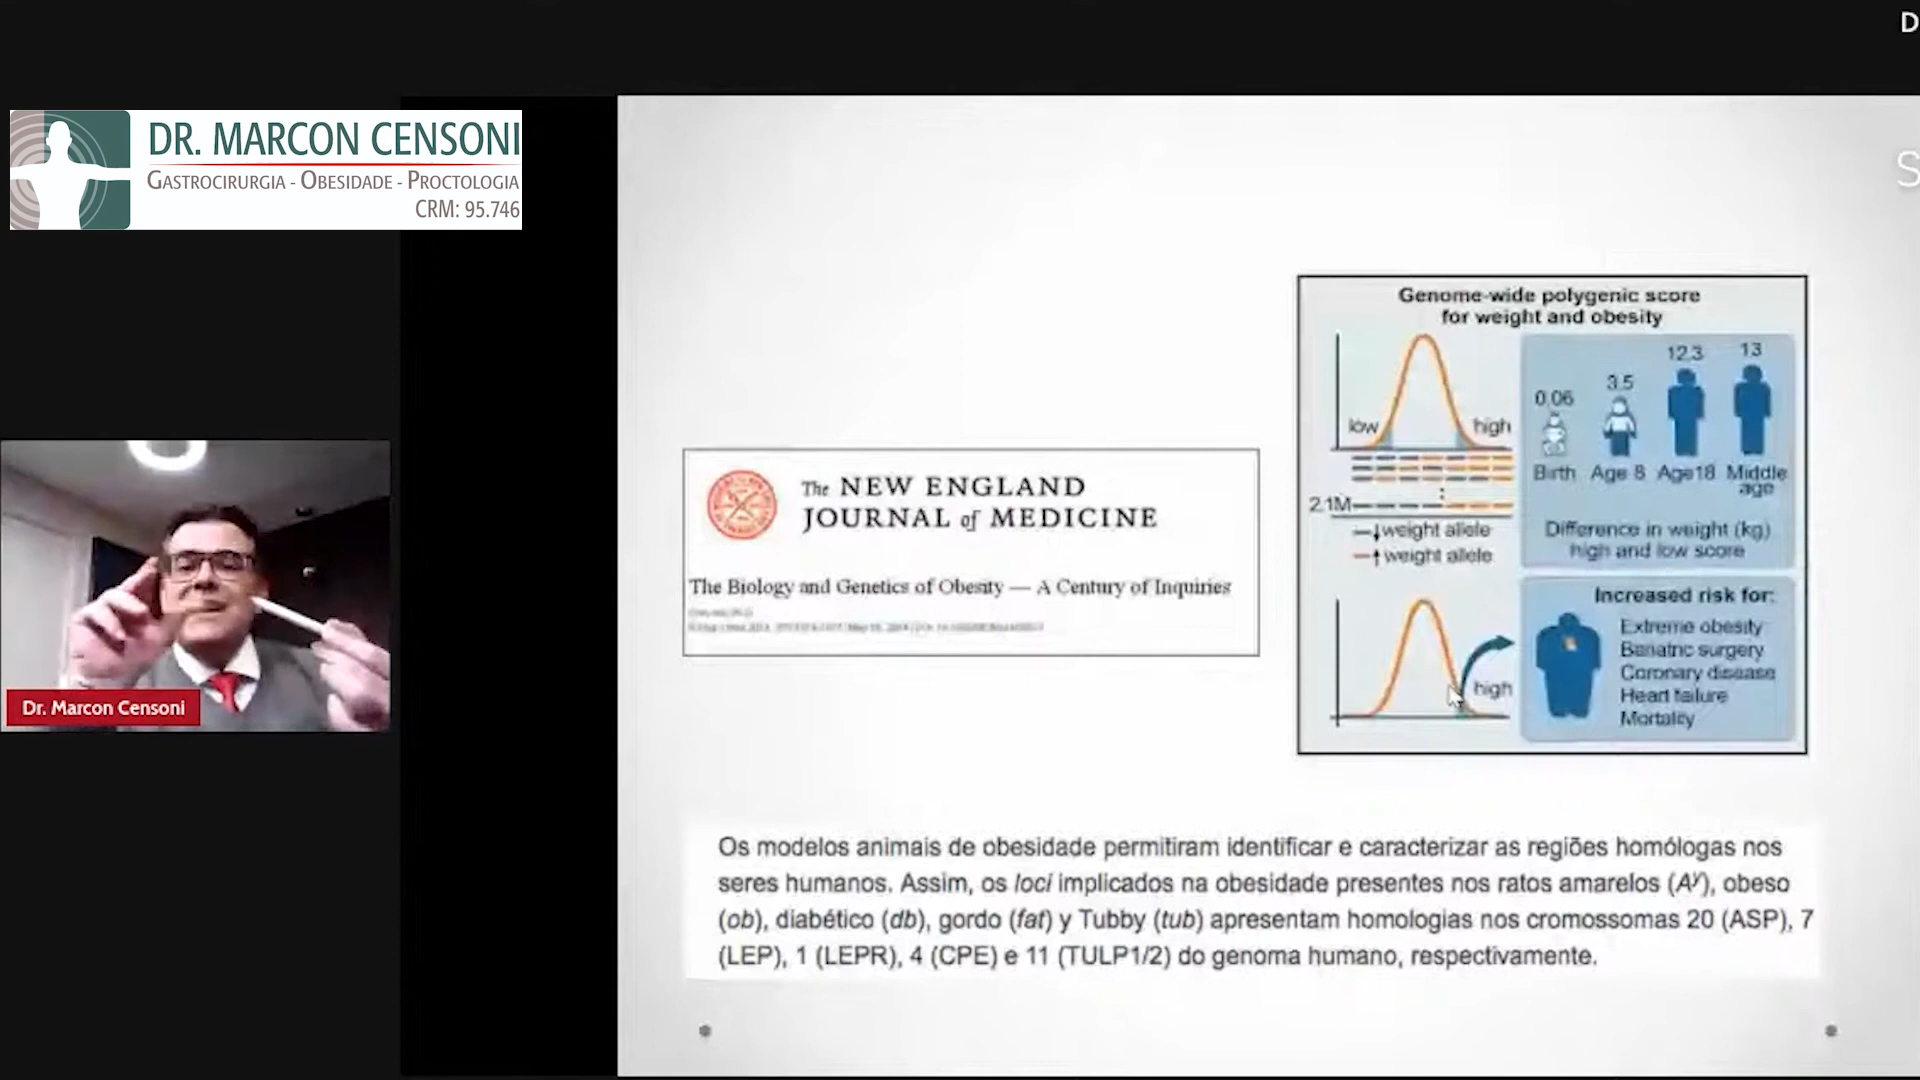 D
S
DR. MARCON CENSONI
GASTROCIRURGIA - OBESIDADE - PROCTOLOGIA
CRM: 95.746
Dr. Marcon Censoni
The NEW ENGLAND
JOURNAL of MEDICINE
The Biology and Genetics of Obesity — A Century of Inquiries
Genome-wide polygenic score
for weight and obesity
low
high
2.1M
↓weight allele
↑weight allele
0.06
3.5
12.3
13
Birth
Age 8
Age18
Middle
age
Difference in weight (kg)
high and low score
high
Increased risk for:
Extreme obesity
Bariatric surgery
Coronary disease
Heart failure
Mortality
Os modelos animais de obesidade permitiram identificar e caracterizar as regiões homólogas nos
seres humanos. Assim, os loci implicados na obesidade presentes nos ratos amarelos (Aʸ), obeso
(ob), diabético (db), gordo (fat) y Tubby (tub) apresentam homologias nos cromossomas 20 (ASP), 7
(LEP), 1 (LEPR), 4 (CPE) e 11 (TULP1/2) do genoma humano, respectivamente.